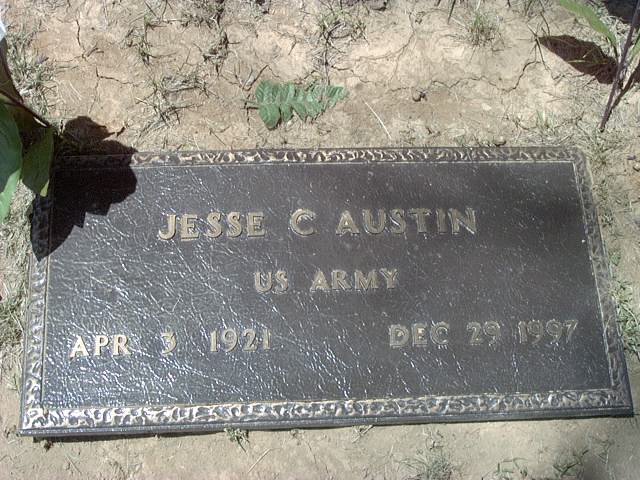 JESSE C AUSTIN
US ARMY
APR 3 1921 DEC 29 1997